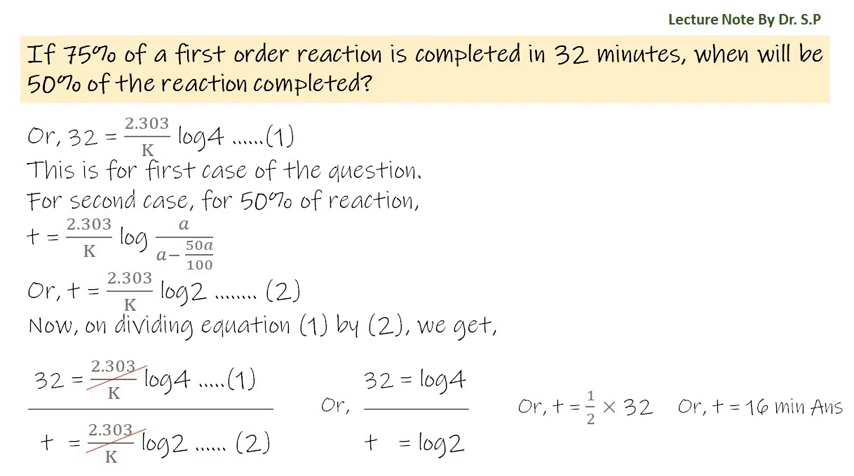 Lecture Note By Dr. S.P
If 75% of a first order reaction is completed in 32 minutes, when will be
50% of the reaction completed?
Or, 32 = 2.303/K log4 ......(1)
This is for first case of the question.
For second case, for 50% of reaction,
t = 2.303/K log a/(a− 50a/100)
Or, t = 2.303/K log2 ........ (2)
Now, on dividing equation (1) by (2), we get,
32 = 2.303/K log4 .....(1)
t = 2.303/K log2 ...... (2)
Or,
32 = log4
t = log2
Or, t = 1/2 × 32
Or, t = 16 min Ans